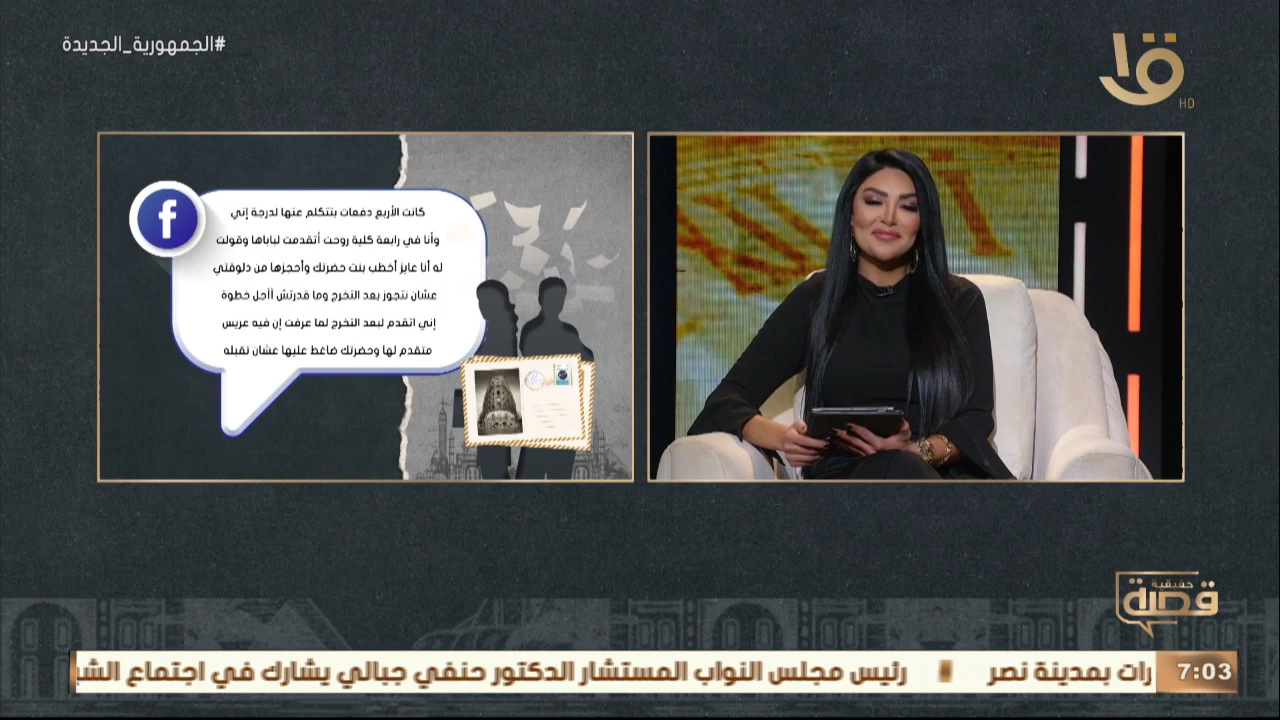 #الجمهورية_الجديدة
HD
كانت الأربع دفعات بتتكلم عنها لدرجة إني
وأنا في رابعة كلية روحت أتقدمت لباباها وقولت
له أنا عايز أخطب بنت حضرتك وأحجزها من دلوقتي
عشان نتجوز بعد التخرج وما قدرتش أأجل خطوة
إني اتقدم لبعد التخرج لما عرفت إن فيه عريس
متقدم لها وحضرتك ضاغط عليها عشان تقبله
قصة حقيقية
7:03 رات بمدينة نصر رئيس مجلس النواب المستشار الدكتور حنفي جبالي يشارك في اجتماع الشي